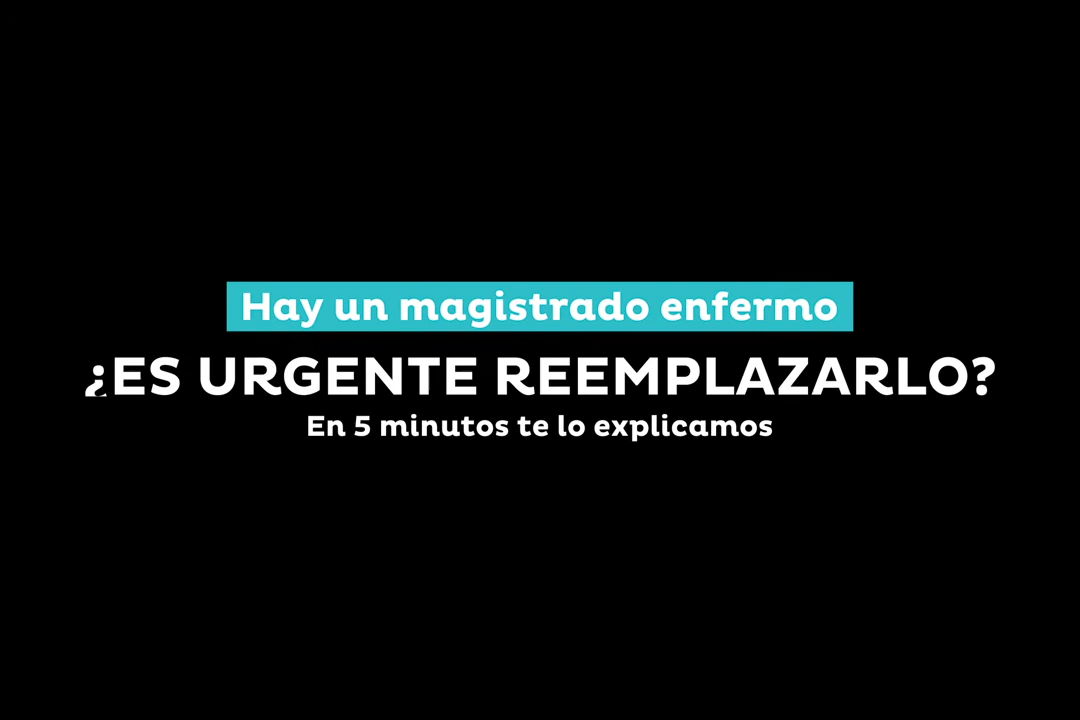 Hay un magistrado enfermo
¿ES URGENTE REEMPLAZARLO?
En 5 minutos te lo explicamos